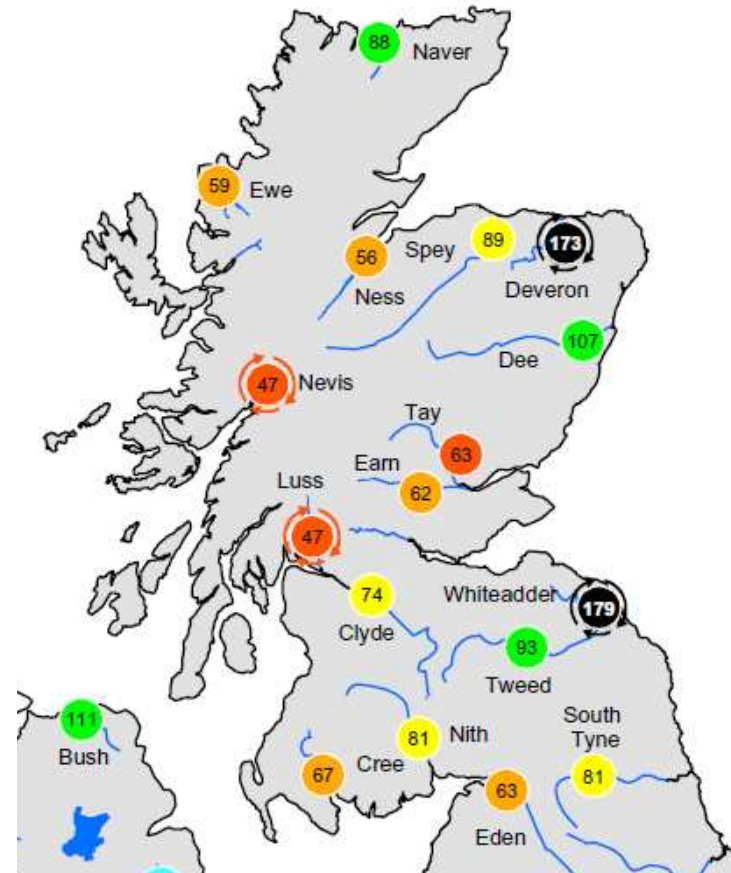 88
Naver
59
Ewe
Spey
89
173
56
Ness
Deveron
107
Dee
47
Nevis
Tay
63
Earn
62
Luss
47
74
Clyde
Whiteadder
179
93
Tweed
111
Bush
81
Nith
South
Tyne
81
67
Cree
63
Eden